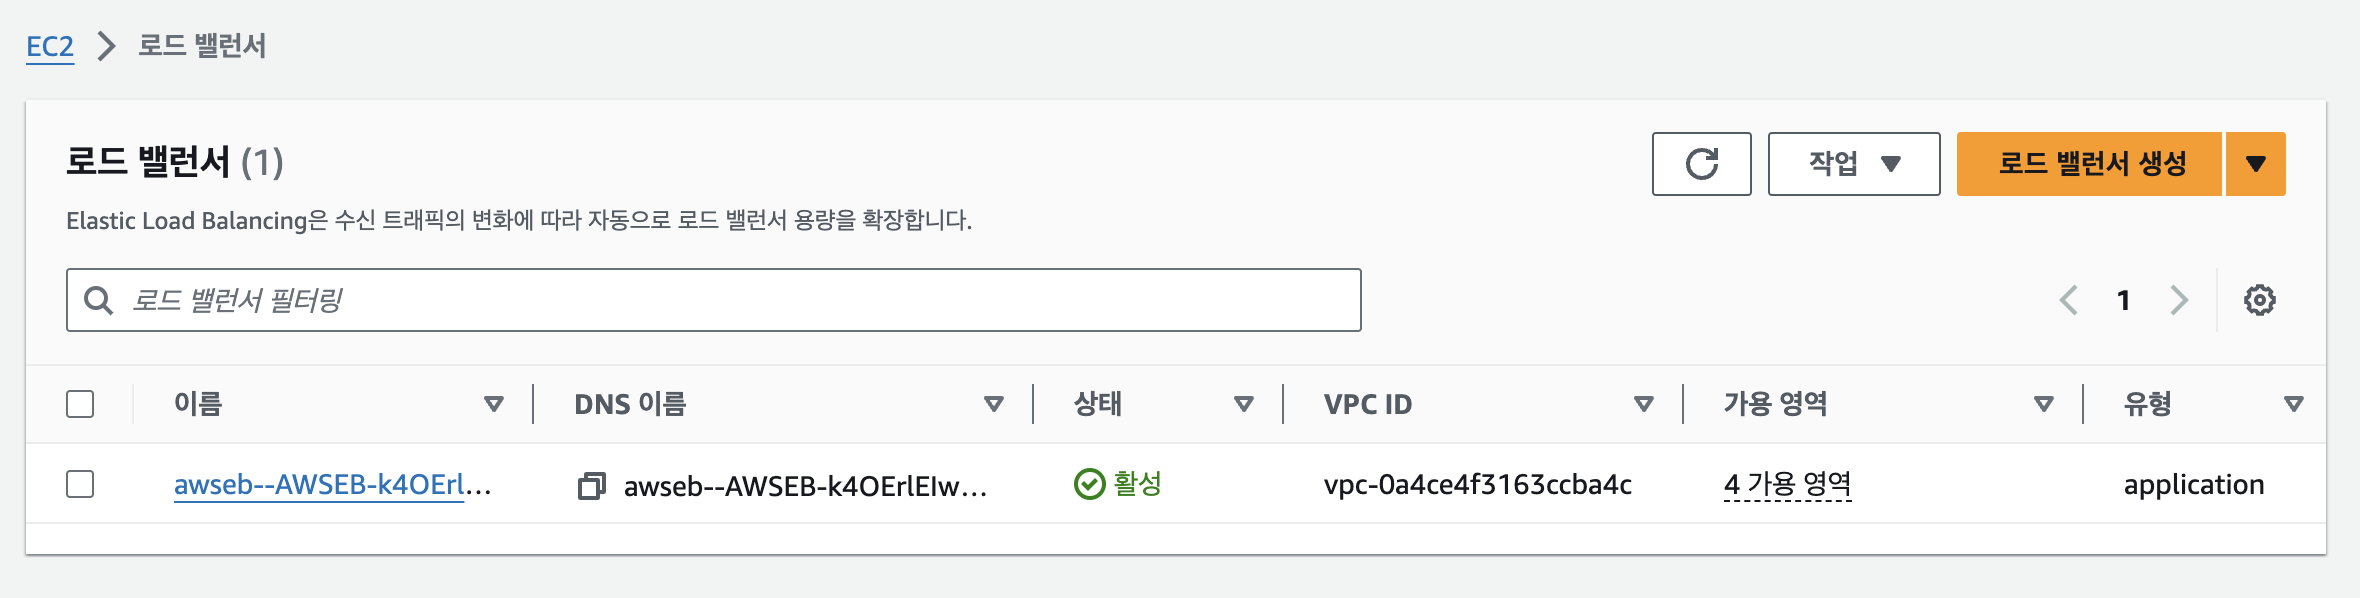 EC2 > 로드 밸런서
로드 밸런서 (1)
작업
로드 밸런서 생성
Elastic Load Balancing은 수신 트래픽의 변화에 따라 자동으로 로드 밸런서 용량을 확장합니다.
로드 밸런서 필터링
1
이름 DNS 이름 상태 VPC ID 가용 영역 유형
awseb--AWSEB-k4OErl... awseb--AWSEB-k4OErlEIw... 활성 vpc-0a4ce4f3163ccba4c 4 가용 영역 application